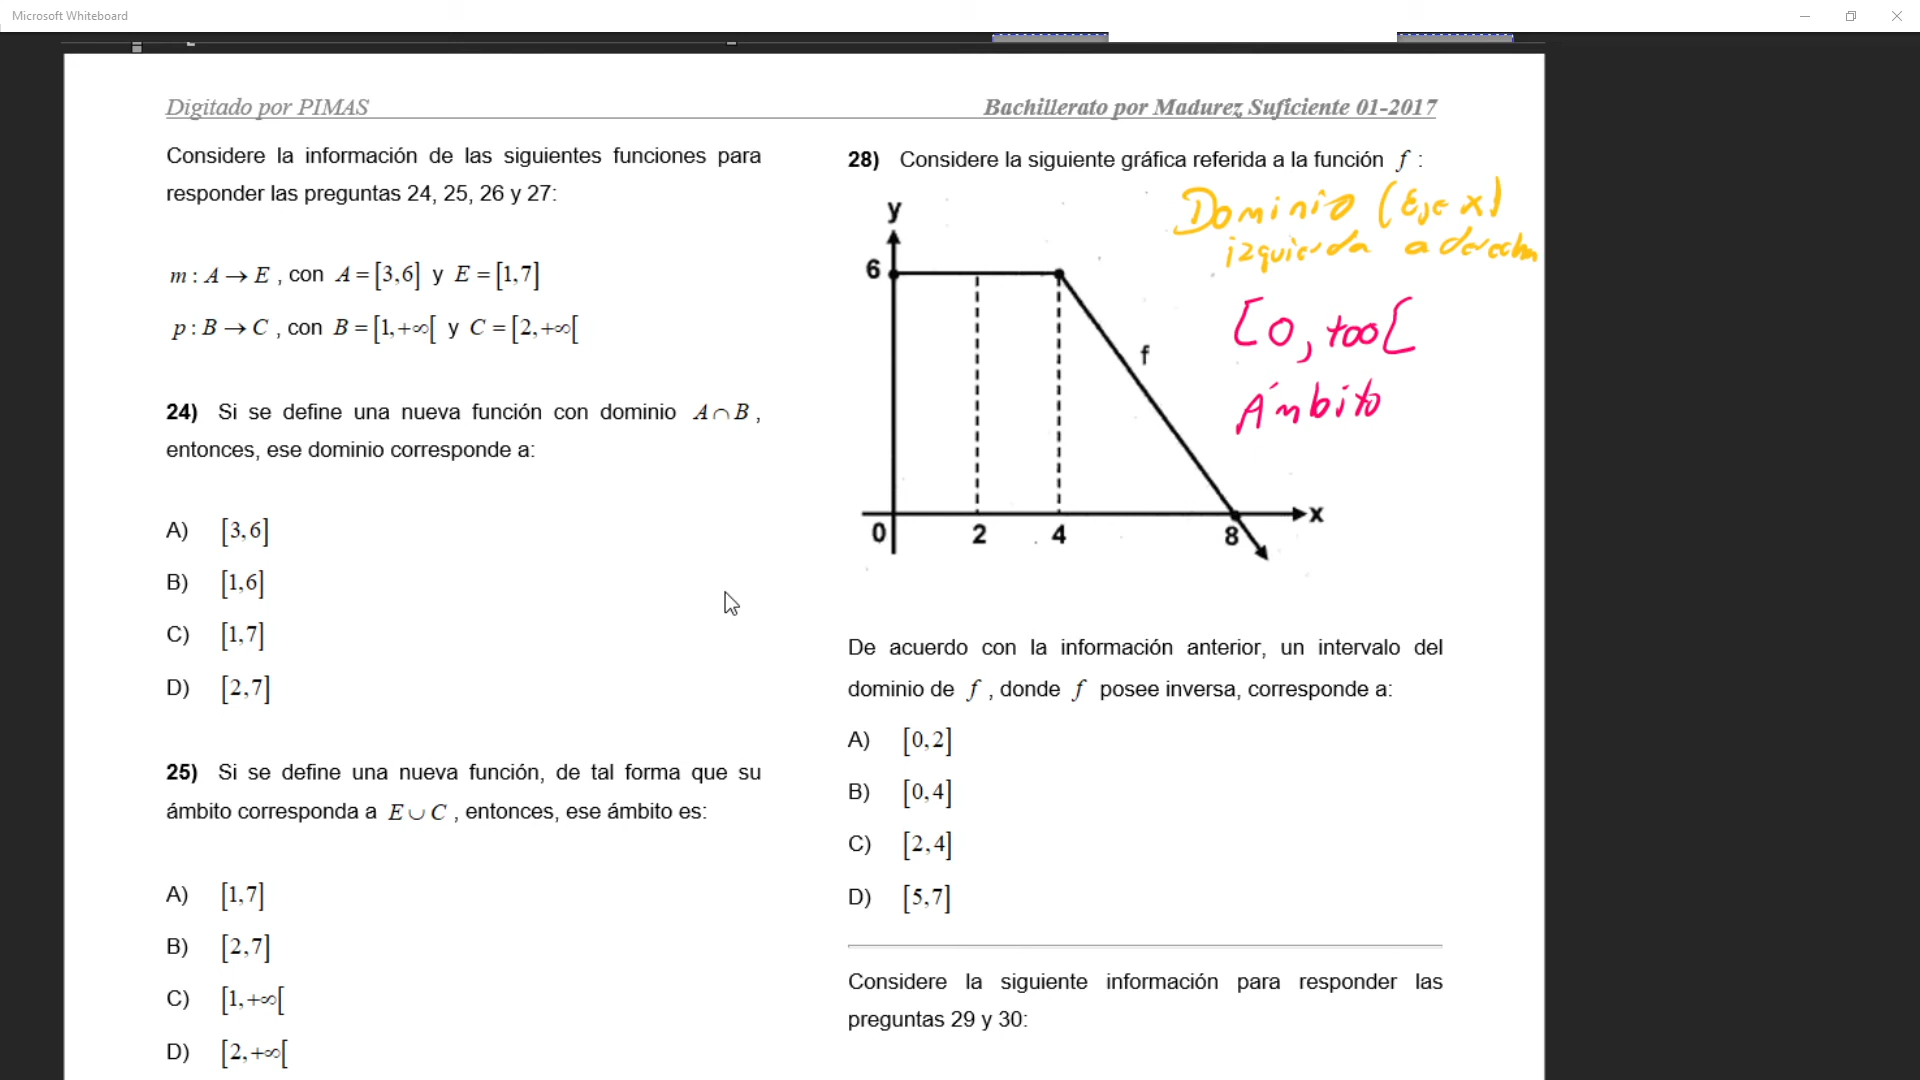 Microsoft Whiteboard
Digitado por PIMAS
Bachillerato por Madurez Suficiente 01-2017
Considere la información de las siguientes funciones para
responder las preguntas 24, 25, 26 y 27:
m : A → E , con A = [3,6] y E = [1,7]
p : B → C , con B = [1,+∞[ y C = [2,+∞[
24) Si se define una nueva función con dominio A ∩ B ,
entonces, ese dominio corresponde a:
A) [3,6]
B) [1,6]
C) [1,7]
D) [2,7]
25) Si se define una nueva función, de tal forma que su
ámbito corresponda a E ∪ C , entonces, ese ámbito es:
A) [1,7]
B) [2,7]
C) [1,+∞[
D) [2,+∞[
28) Considere la siguiente gráfica referida a la función f :
Dominio (Eje x)
izquierda a derecha
[0, +∞[
Ámbito
y
6
f
x
0 2 4 8
De acuerdo con la información anterior, un intervalo del
dominio de f , donde f posee inversa, corresponde a:
A) [0,2]
B) [0,4]
C) [2,4]
D) [5,7]
Considere la siguiente información para responder las
preguntas 29 y 30: